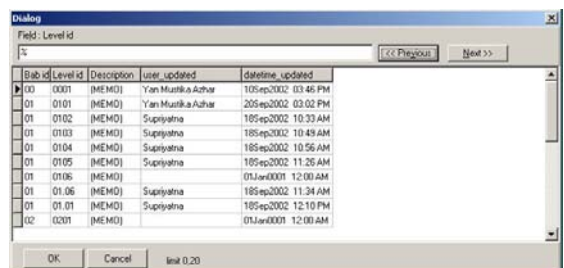 Dialog
Field : Level id
%
<< Previous
Next >>
Bab id Level id Description user_updated datetime_updated
00 0001 (MEMO) Yan Mustika Azhar 10Sep2002 03:46 PM
01 0101 (MEMO) Yan Mustika Azhar 20Sep2002 03:02 PM
01 0102 (MEMO) Supriyatna 18Sep2002 10:33 AM
01 0103 (MEMO) Supriyatna 18Sep2002 10:49 AM
01 0104 (MEMO) Supriyatna 18Sep2002 10:56 AM
01 0105 (MEMO) Supriyatna 18Sep2002 11:26 AM
01 0106 (MEMO) 01Jan0001 12:00 AM
01 01.06 (MEMO) Supriyatna 18Sep2002 11:34 AM
01 01.01 (MEMO) Supriyatna 18Sep2002 12:10 PM
02 0201 (MEMO) 01Jan0001 12:00 AM
OK
Cancel
limit 0,20